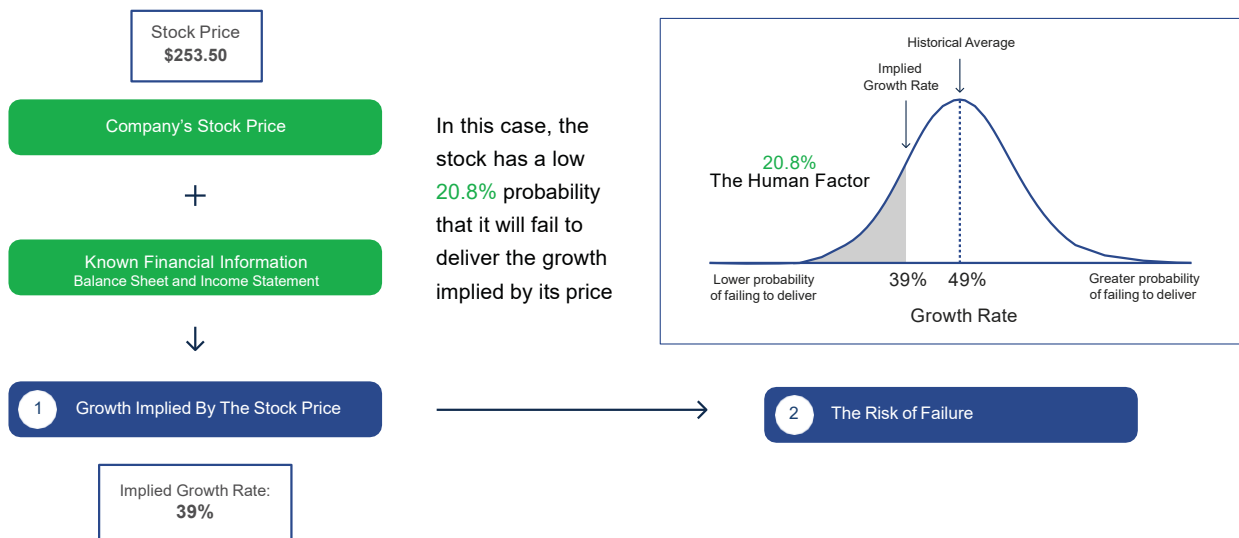 Stock Price
$253.50
Company's Stock Price
+
Known Financial Information
Balance Sheet and Income Statement
1 Growth Implied By The Stock Price
Implied Growth Rate:
39%
In this case, the
stock has a low
20.8% probability
that it will fail to
deliver the growth
implied by its price
Historical Average
Implied
Growth Rate
20.8%
The Human Factor
Lower probability
of failing to deliver
39% 49%
Greater probability
of failing to deliver
Growth Rate
2 The Risk of Failure